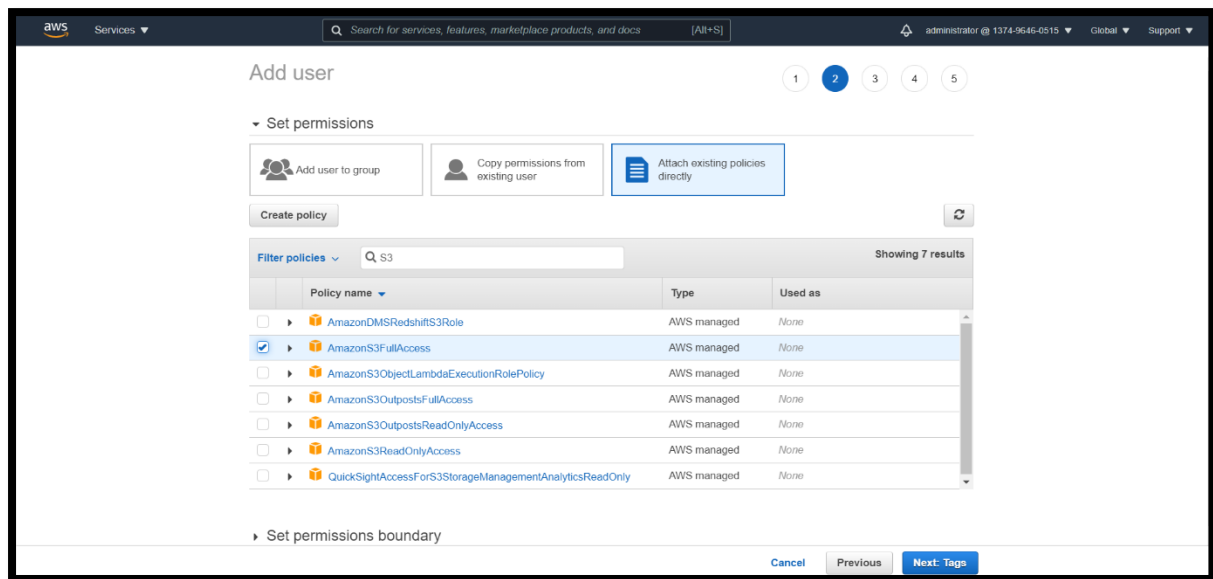 aws Services Search for services, features, marketplace products, and docs [Alt+S] administrator @ 1374-9646-0515 Global Support
Add user 1 2 3 4 5
Set permissions
Add user to group
Copy permissions from
existing user
Attach existing policies
directly
Create policy
Filter policies S3 Showing 7 results
Policy name Type Used as
AmazonDMSRedshiftS3Role AWS managed None
AmazonS3FullAccess AWS managed None
AmazonS3ObjectLambdaExecutionRolePolicy AWS managed None
AmazonS3OutpostsFullAccess AWS managed None
AmazonS3OutpostsReadOnlyAccess AWS managed None
AmazonS3ReadOnlyAccess AWS managed None
QuickSightAccessForS3StorageManagementAnalyticsReadOnly AWS managed None
Set permissions boundary
Cancel Previous Next: Tags